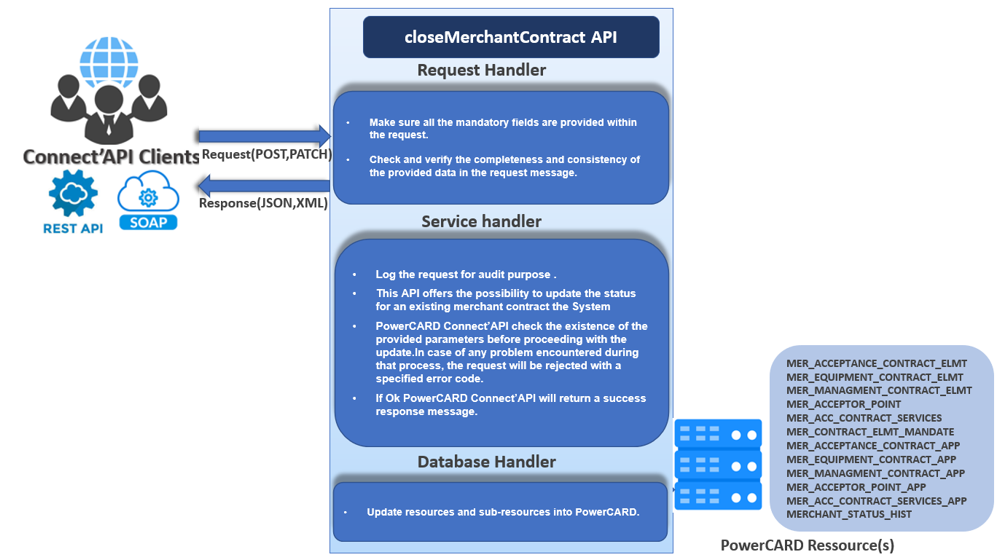 closeMerchantContract API
Request Handler
• Make sure all the mandatory fields are provided within
the request.
• Check and verify the completeness and consistency of
the provided data in the request message.
Connect'API Clients
Request(POST,PATCH)
Response(JSON,XML)
REST API
SOAP
Service handler
• Log the request for audit purpose .
• This API offers the possibility to update the status
for an existing merchant contract the System
• PowerCARD Connect'API check the existence of the
provided parameters before proceeding with the
update.In case of any problem encountered during
that process, the request will be rejected with a
specified error code.
• If Ok PowerCARD Connect'API will return a success
response message.
Database Handler
• Update resources and sub-resources into PowerCARD.
MER_ACCEPTANCE_CONTRACT_ELMT
MER_EQUIPMENT_CONTRACT_ELMT
MER_MANAGMENT_CONTRACT_ELMT
MER_ACCEPTOR_POINT
MER_ACC_CONTRACT_SERVICES
MER_CONTRACT_ELMT_MANDATE
MER_ACCEPTANCE_CONTRACT_APP
MER_EQUIPMENT_CONTRACT_APP
MER_MANAGMENT_CONTRACT_APP
MER_ACCEPTOR_POINT_APP
MER_ACC_CONTRACT_SERVICES_APP
MERCHANT_STATUS_HIST
PowerCARD Ressource(s)